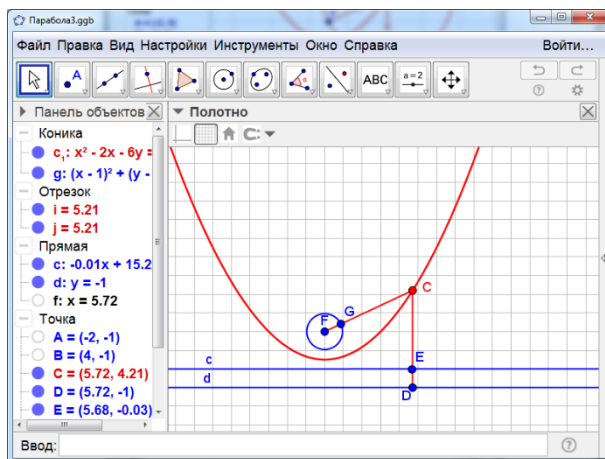 Парабола3.ggb
Файл Правка Вид Настройки Инструменты Окно Справка Войти...
A ABC a=2
Панель объектов Полотно
Коника
c₁: x² - 2x - 6y =
g: (x - 1)² + (y -
Отрезок
i = 5.21
j = 5.21
Прямая
c: -0.01x + 15.2
d: y = -1
f: x = 5.72
Точка
A = (-2, -1)
B = (4, -1)
C = (5.72, 4.21)
D = (5.72, -1)
E = (5.68, -0.03)
C
G
F
E
c
d
D
Ввод: